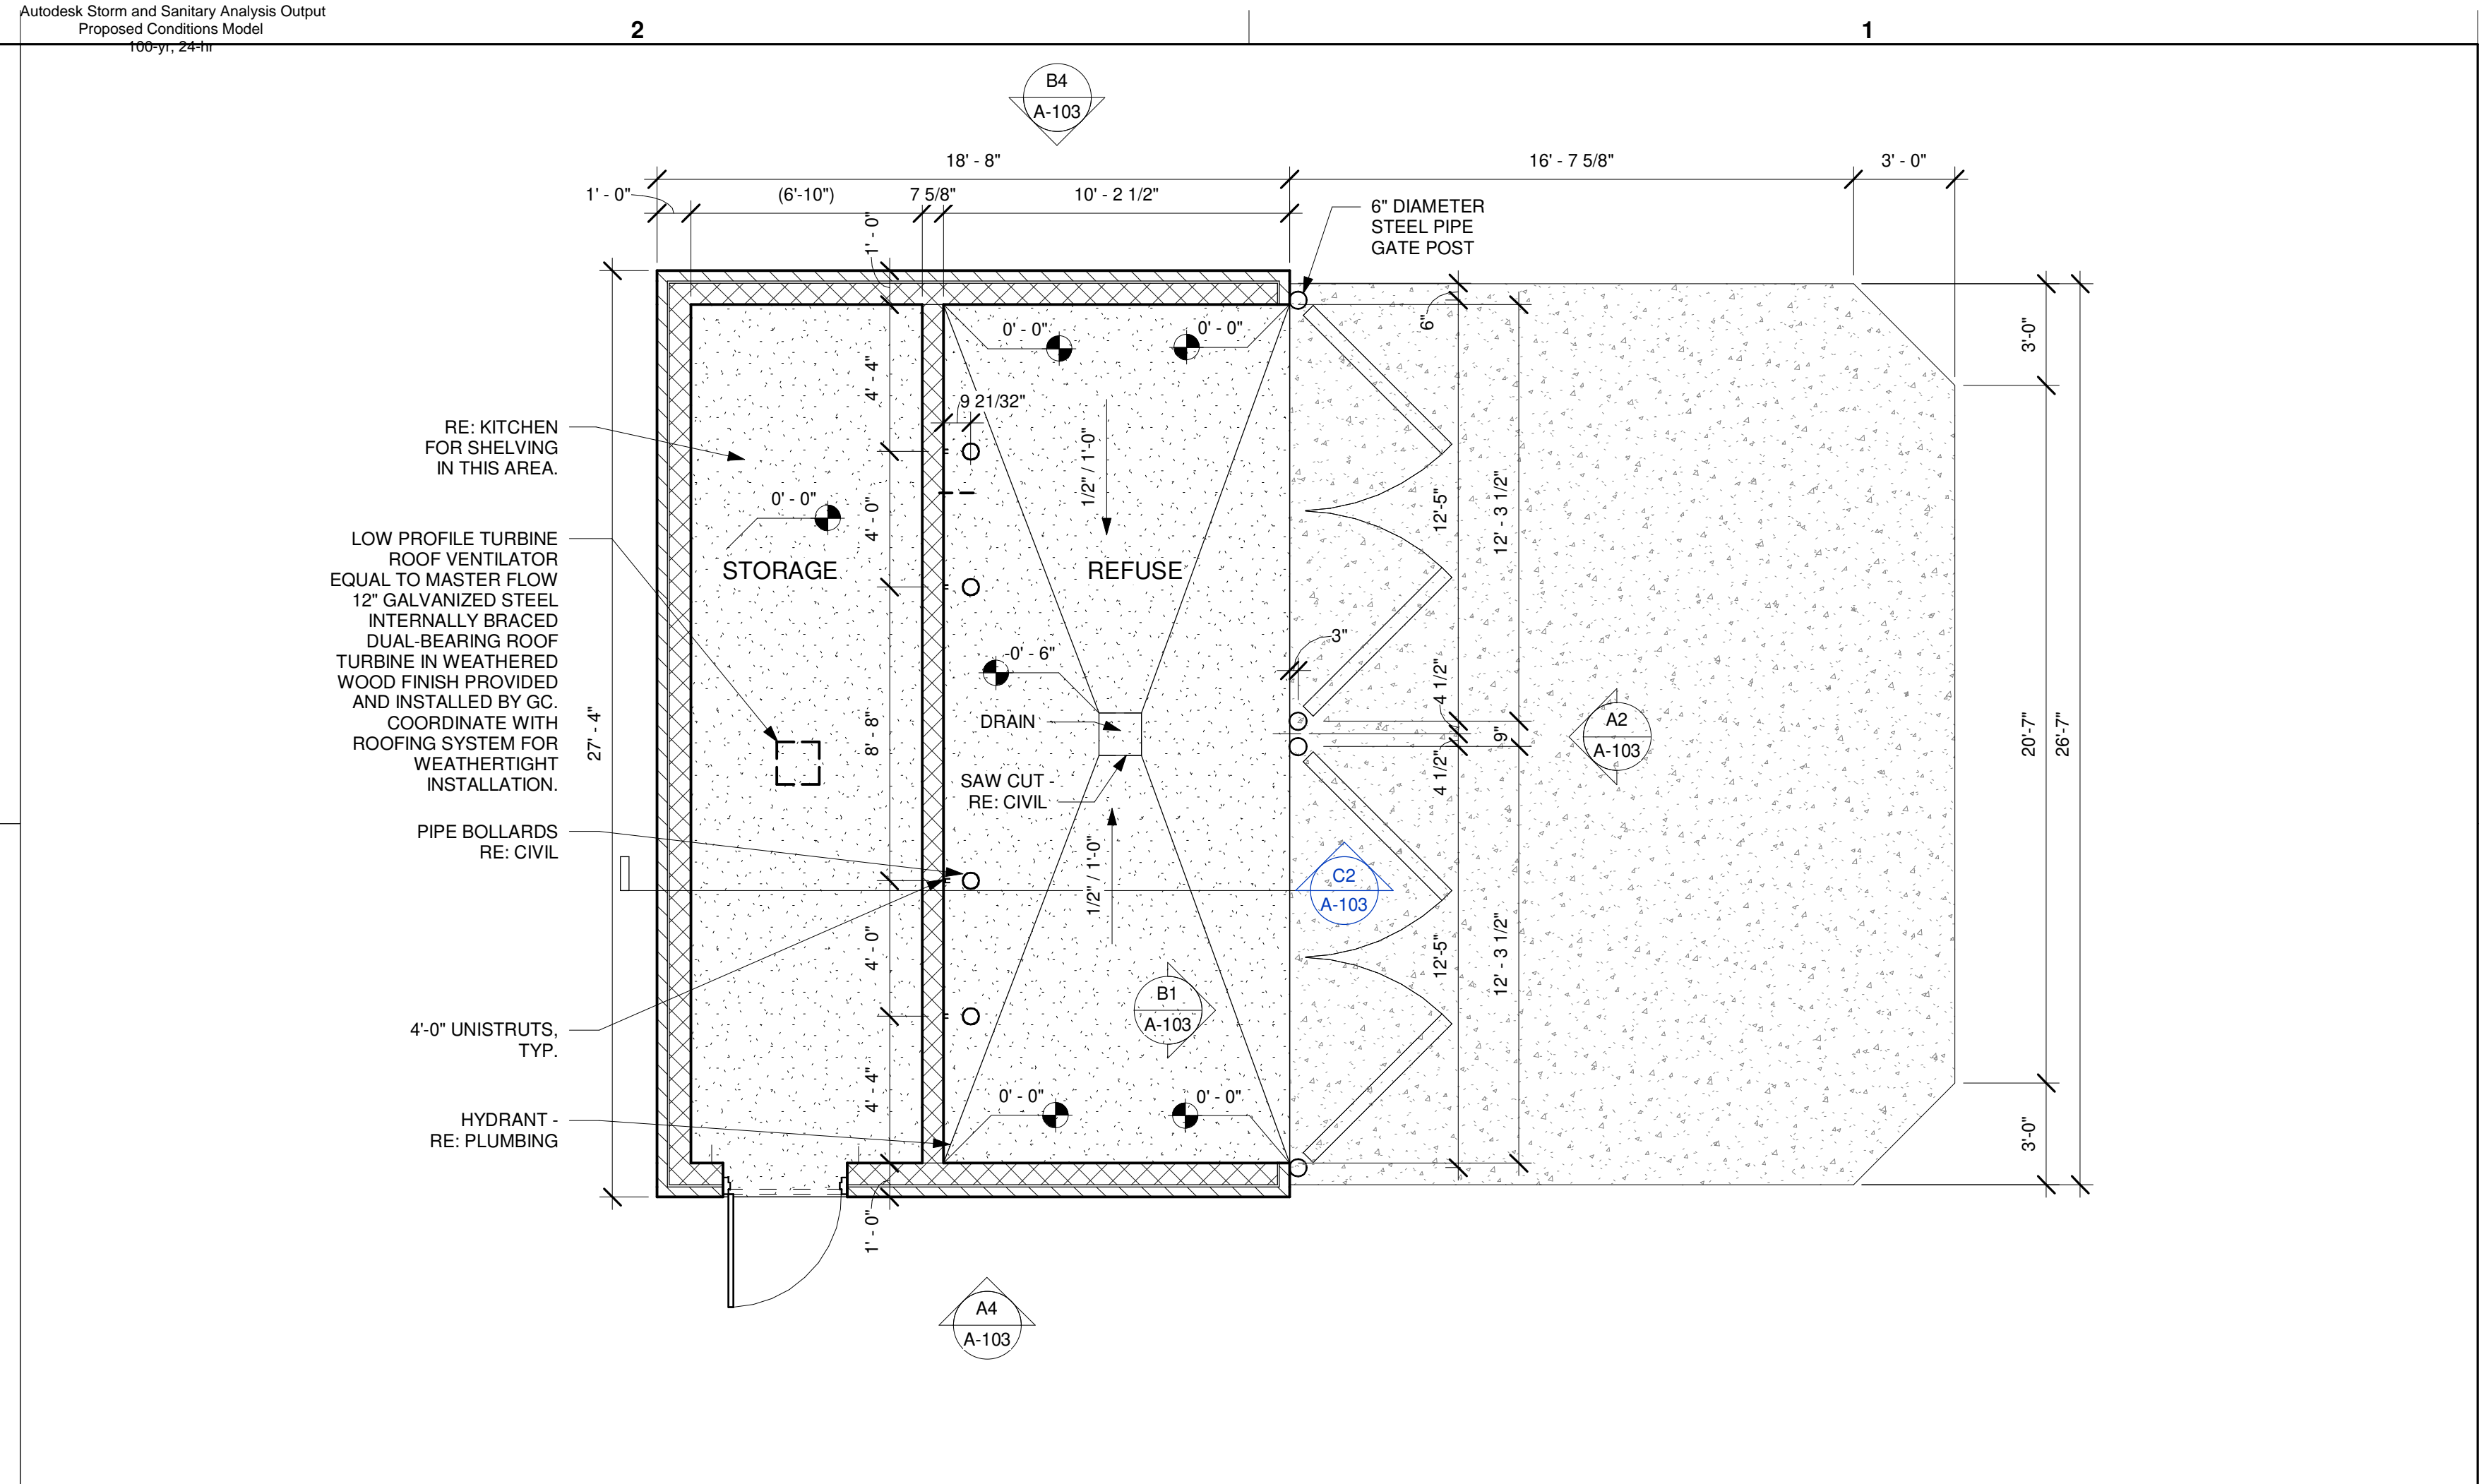 Autodesk Storm and Sanitary Analysis Output
Proposed Conditions Model
100-yr, 24-hr
2
1
B4
A-103
18' - 8"
16' - 7 5/8"
3' - 0"
1' - 0"
(6'-10")
7 5/8"
10' - 2 1/2"
1' - 0"
6" DIAMETER
STEEL PIPE
GATE POST
0' - 0"
0' - 0"
6"
3'-0"
4' - 4"
9 21/32"
RE: KITCHEN
FOR SHELVING
IN THIS AREA.
1/2" / 1'-0"
0' - 0"
4' - 0"
12'-5"
12' - 3 1/2"
LOW PROFILE TURBINE
ROOF VENTILATOR
EQUAL TO MASTER FLOW
12" GALVANIZED STEEL
INTERNALLY BRACED
DUAL-BEARING ROOF
TURBINE IN WEATHERED
WOOD FINISH PROVIDED
AND INSTALLED BY GC.
COORDINATE WITH
ROOFING SYSTEM FOR
WEATHERTIGHT
INSTALLATION.
STORAGE
REFUSE
3"
-0' - 6"
4 1/2"
27' - 4"
8' - 8"
DRAIN
9"
A2
A-103
20'-7"
26'-7"
4 1/2"
SAW CUT -
RE: CIVIL
PIPE BOLLARDS
RE: CIVIL
1/2" / 1'-0"
C2
A-103
4' - 0"
12'-5"
12' - 3 1/2"
B1
A-103
4'-0" UNISTRUTS,
TYP.
4' - 4"
0' - 0"
0' - 0"
HYDRANT -
RE: PLUMBING
3'-0"
1' - 0"
A4
A-103